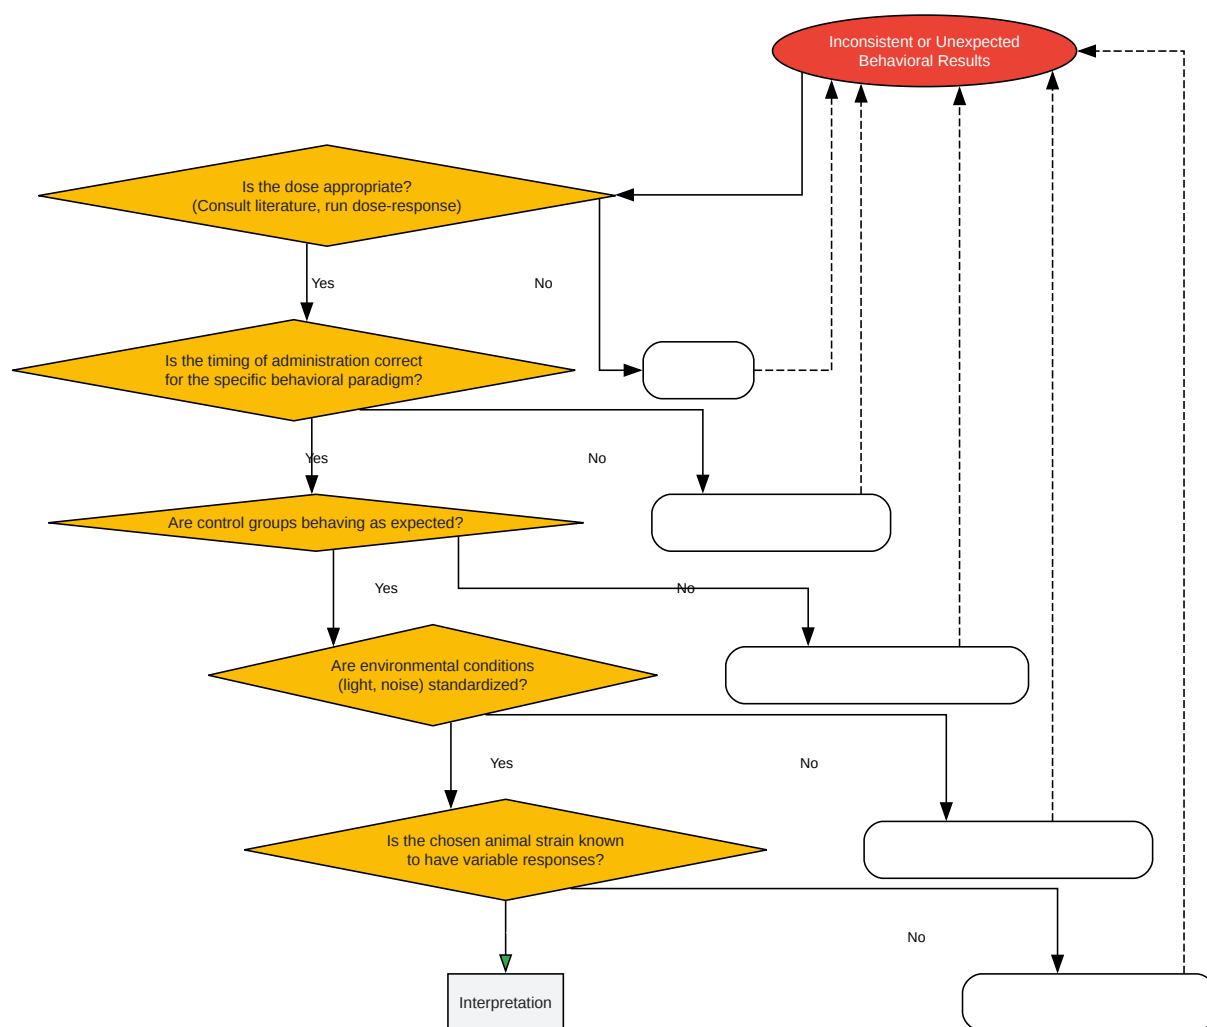 Inconsistent or Unexpected
Behavioral Results
Is the dose appropriate?
(Consult literature, run dose-response)
Yes
No
Is the timing of administration correct
for the specific behavioral paradigm?
Yes
No
Are control groups behaving as expected?
Yes
No
Are environmental conditions
(light, noise) standardized?
Yes
No
Is the chosen animal strain known
to have variable responses?
No
Interpretation